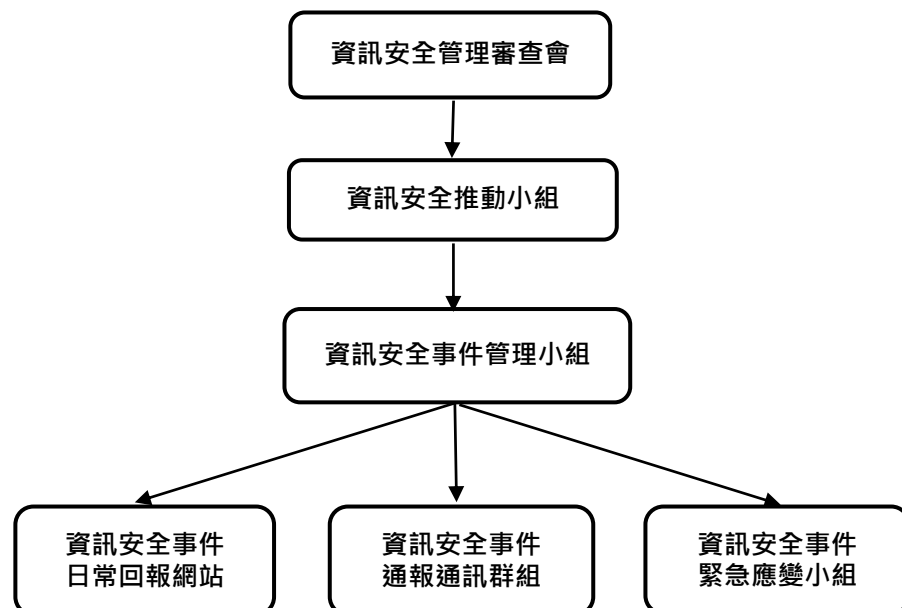 資訊安全管理審查會
資訊安全推動小組
資訊安全事件管理小組
資訊安全事件
日常回報網站
資訊安全事件
通報通訊群組
資訊安全事件
緊急應變小組